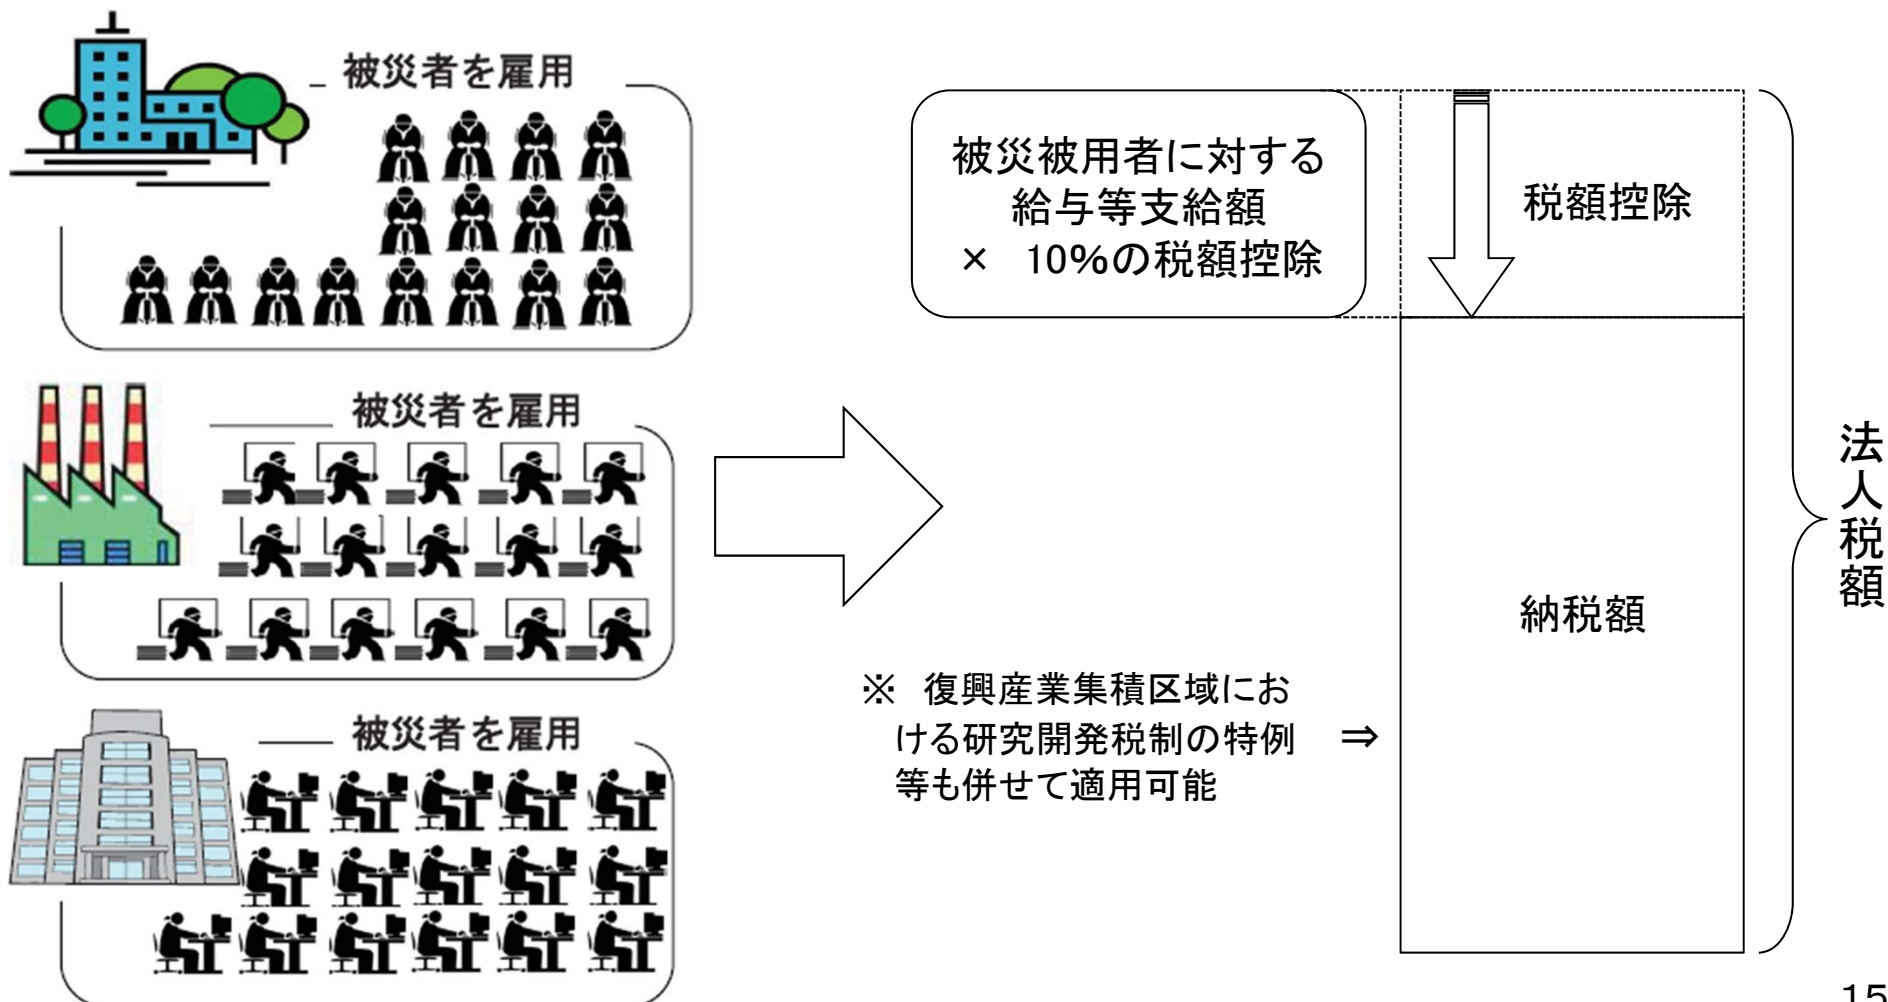 被災者を雇用
被災者を雇用
被災者を雇用
被災被用者に対する
給与等支給額
× 10%の税額控除
税額控除
納税額
法人税額
※ 復興産業集積区域にお
ける研究開発税制の特例 ⇒
等も併せて適用可能
15